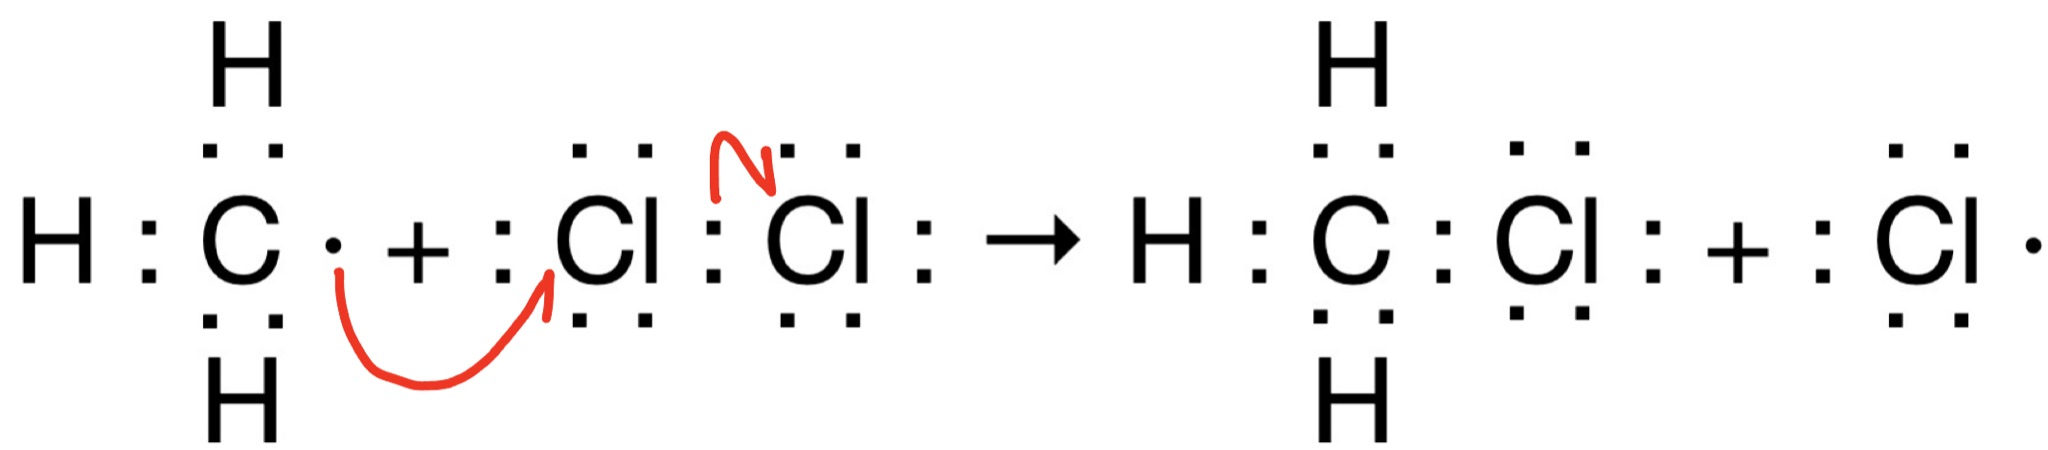 H H
H : C · + : Cl : Cl : → H : C : Cl : + : Cl ·
H H